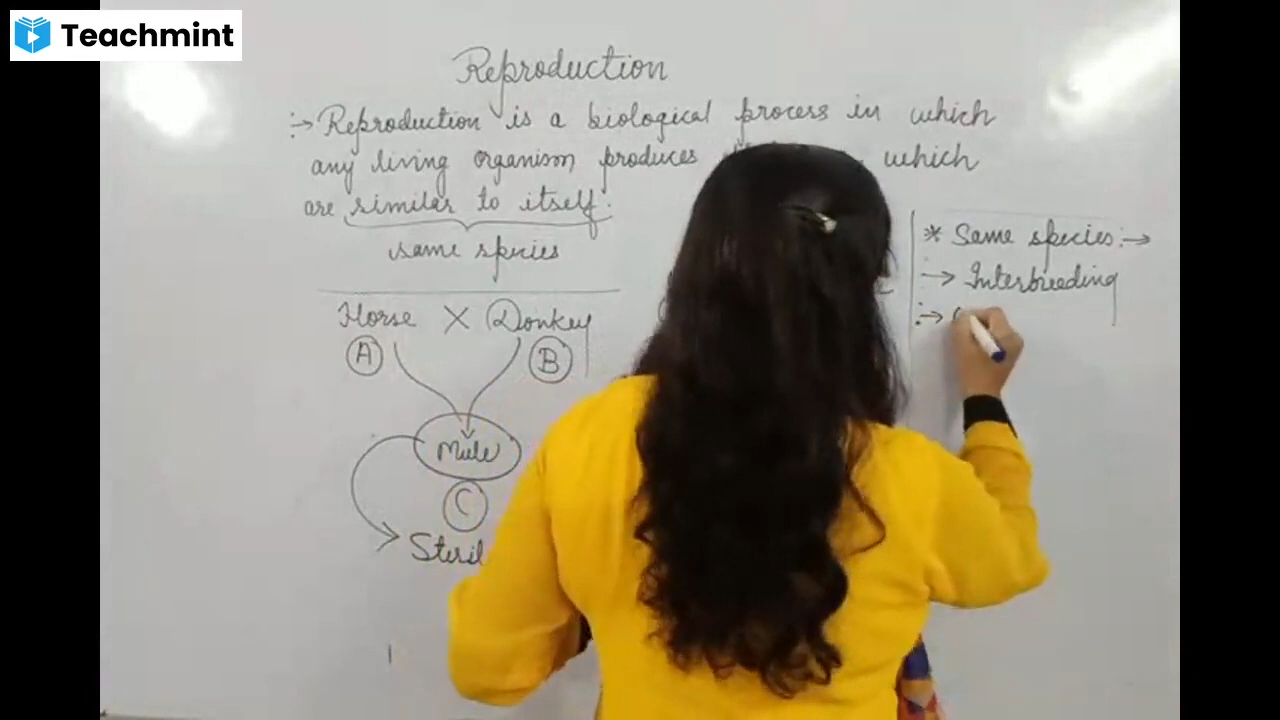 Teachmint
Reproduction
:→ Reproduction is a biological process in which
any living organism produces which
are similar to itself.
same species
Horse X Donkey
A B
Mule
C
* Same species :→
:→ Interbreeding
:→